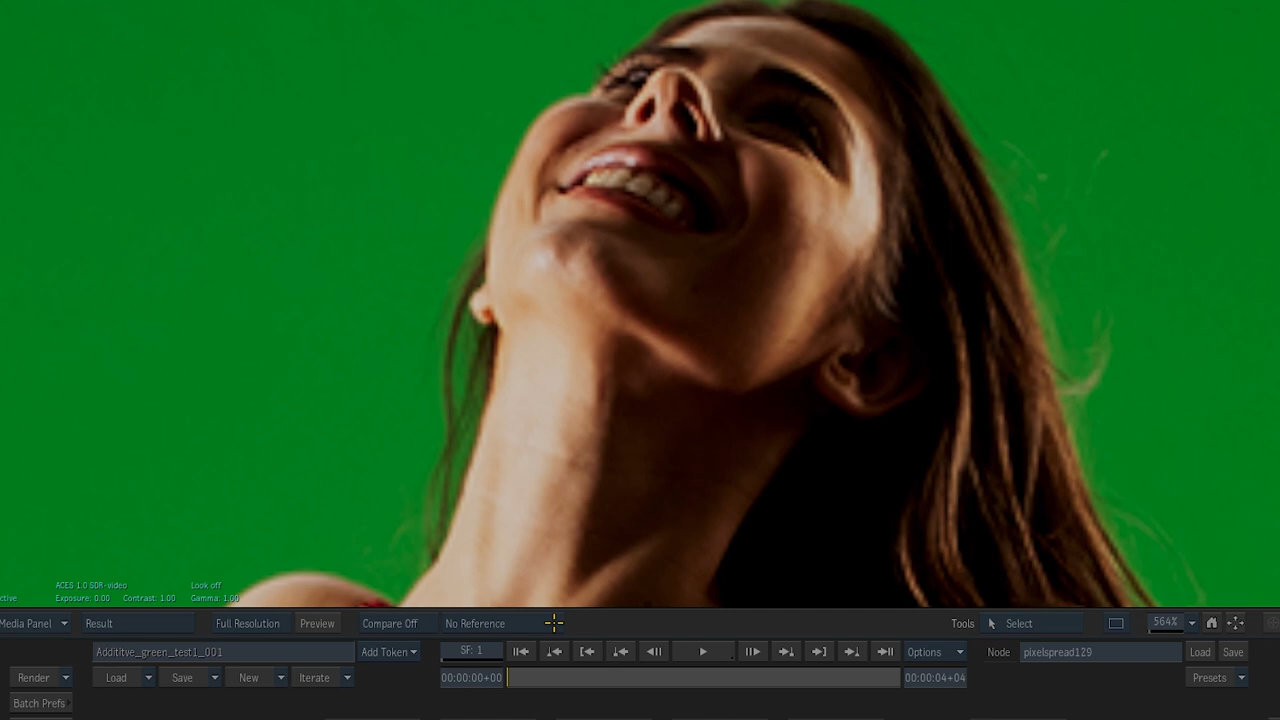 ctive
ACES 1.0 SDR-video
Look off
Exposure: 0.00 Contrast: 1.00 Gamma: 1.00
Media Panel Result Full Resolution Preview Compare Off No Reference Tools Select 564%
Addititve_green_test1_001 Add Token SF: 1 Options Node pixelspread129 Load Save
Render Load Save New Iterate 00:00:00+00 00:00:04+04 Presets
Batch Prefs